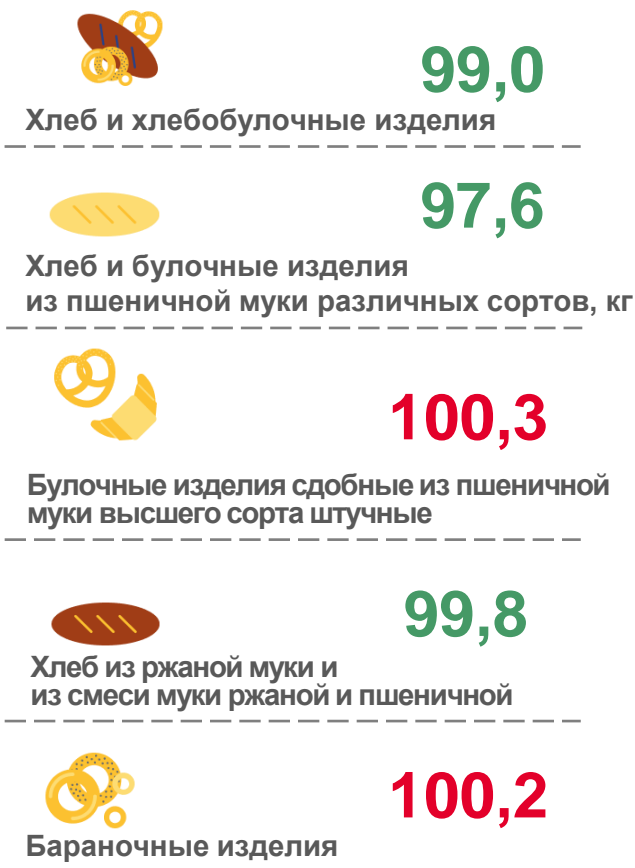 99,0
Хлеб и хлебобулочные изделия
97,6
Хлеб и булочные изделия
из пшеничной муки различных сортов, кг
100,3
Булочные изделия сдобные из пшеничной
муки высшего сорта штучные
99,8
Хлеб из ржаной муки и
из смеси муки ржаной и пшеничной
100,2
Бараночные изделия